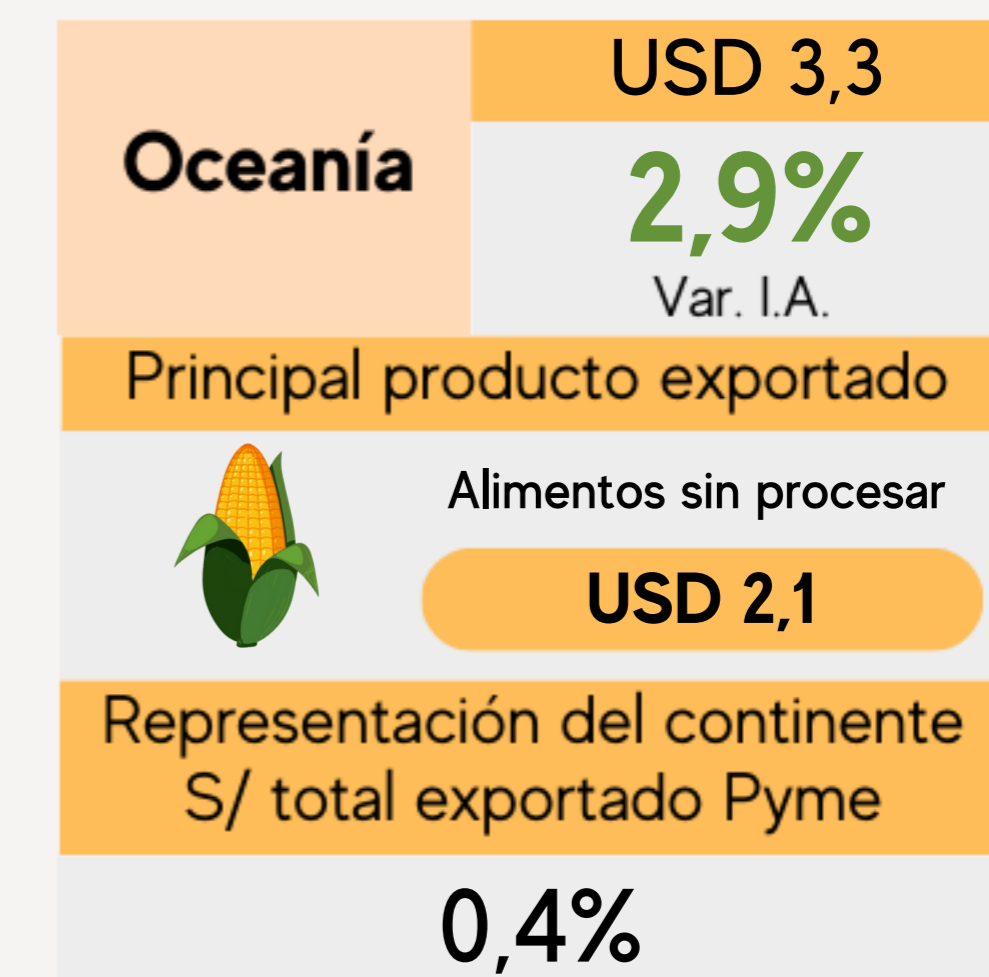 USD 3,3
Oceanía
2,9%
Var. I.A.
Principal producto exportado
Alimentos sin procesar
USD 2,1
Representación del continente
S/ total exportado Pyme
0,4%